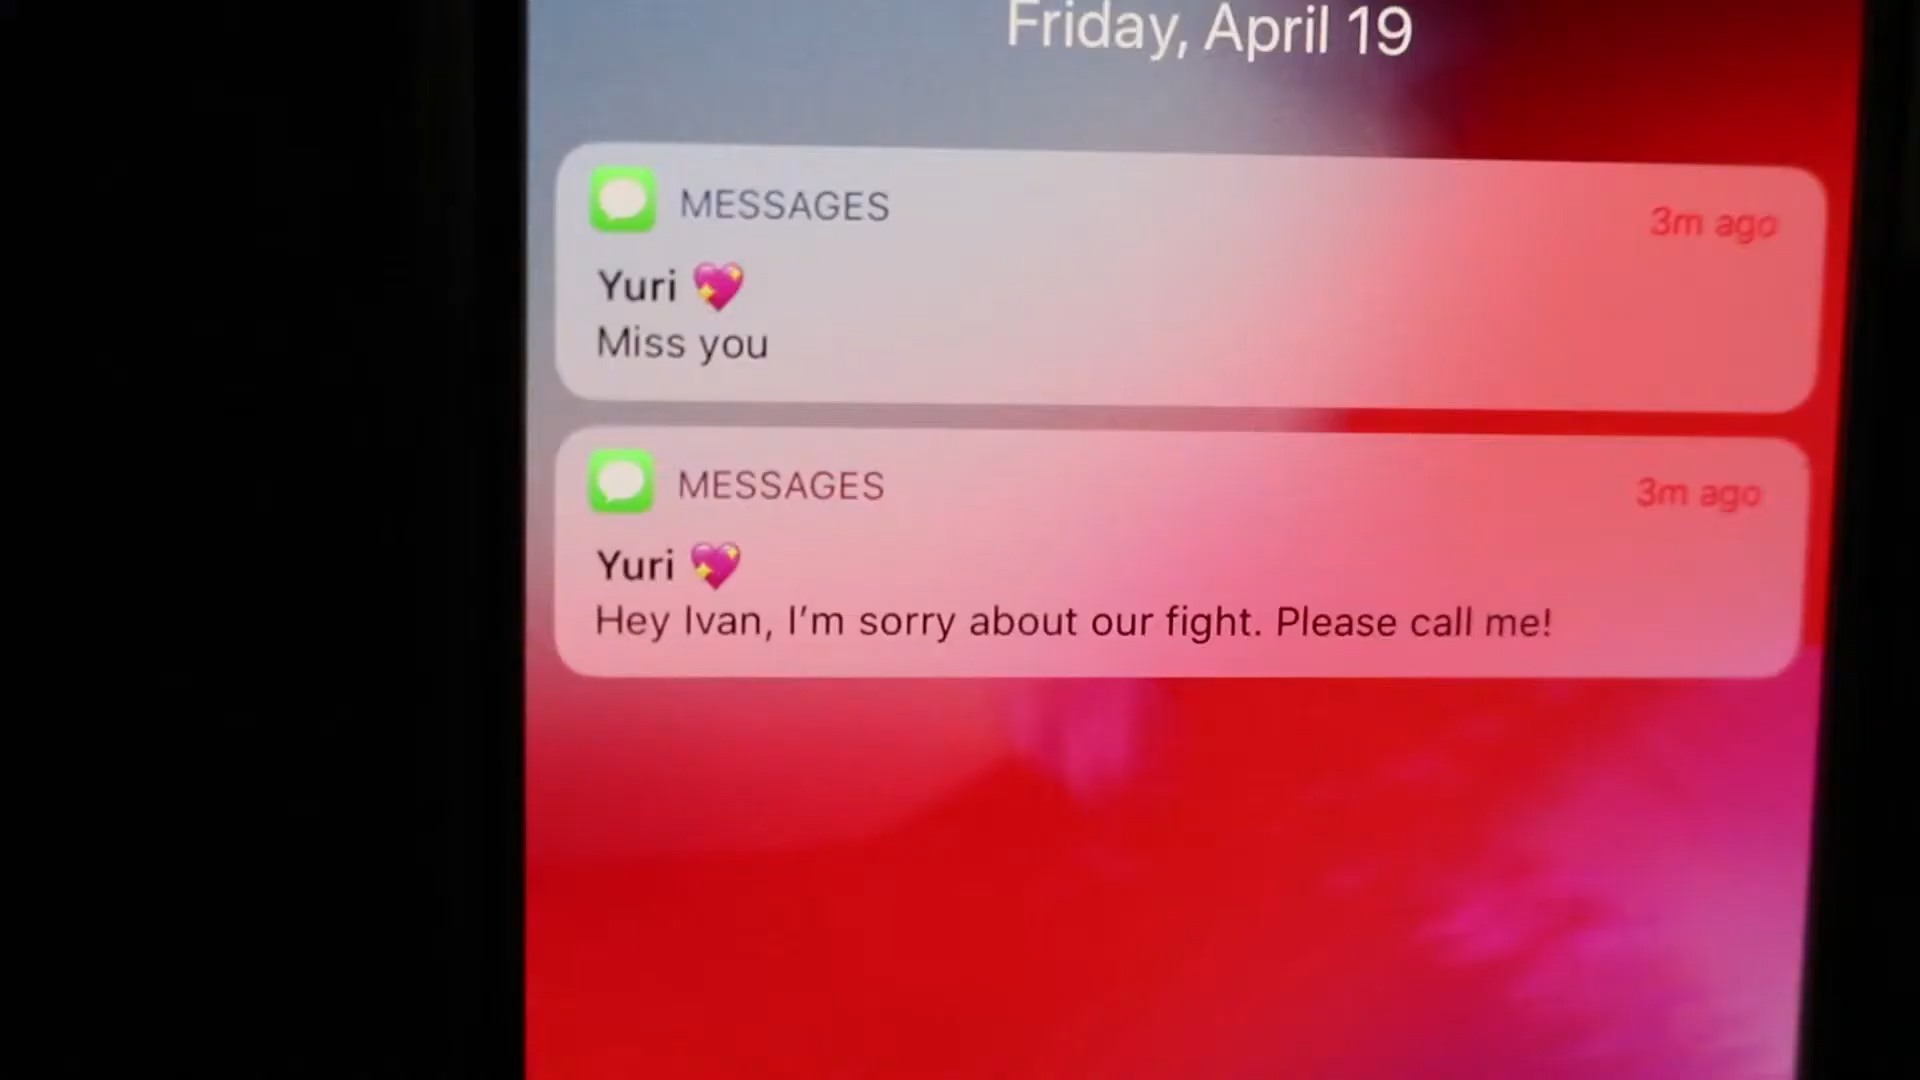 Friday, April 19
MESSAGES
3m ago
Yuri 💖
Miss you
MESSAGES
3m ago
Yuri 💖
Hey Ivan, I'm sorry about our fight. Please call me!